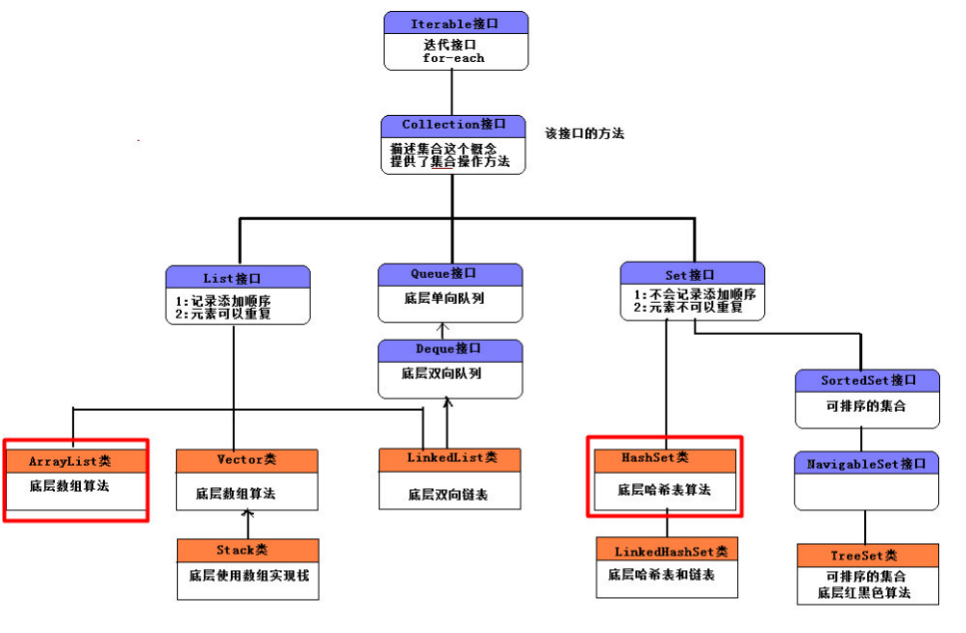 Iterable接口
迭代接口
for-each
Collection接口
描述集合这个概念
提供了集合操作方法
该接口的方法
List接口
1:记录添加顺序
2:元素可以重复
Queue接口
底层单向队列
Set接口
1:不会记录添加顺序
2:元素不可以重复
Deque接口
底层双向队列
SortedSet接口
可排序的集合
ArrayList类
底层数组算法
Vector类
底层数组算法
LinkedList类
底层双向链表
HashSet类
底层哈希表算法
NavigableSet接口
Stack类
底层使用数组实现栈
LinkedHashSet类
底层哈希表和链表
TreeSet类
可排序的集合
底层红黑色算法